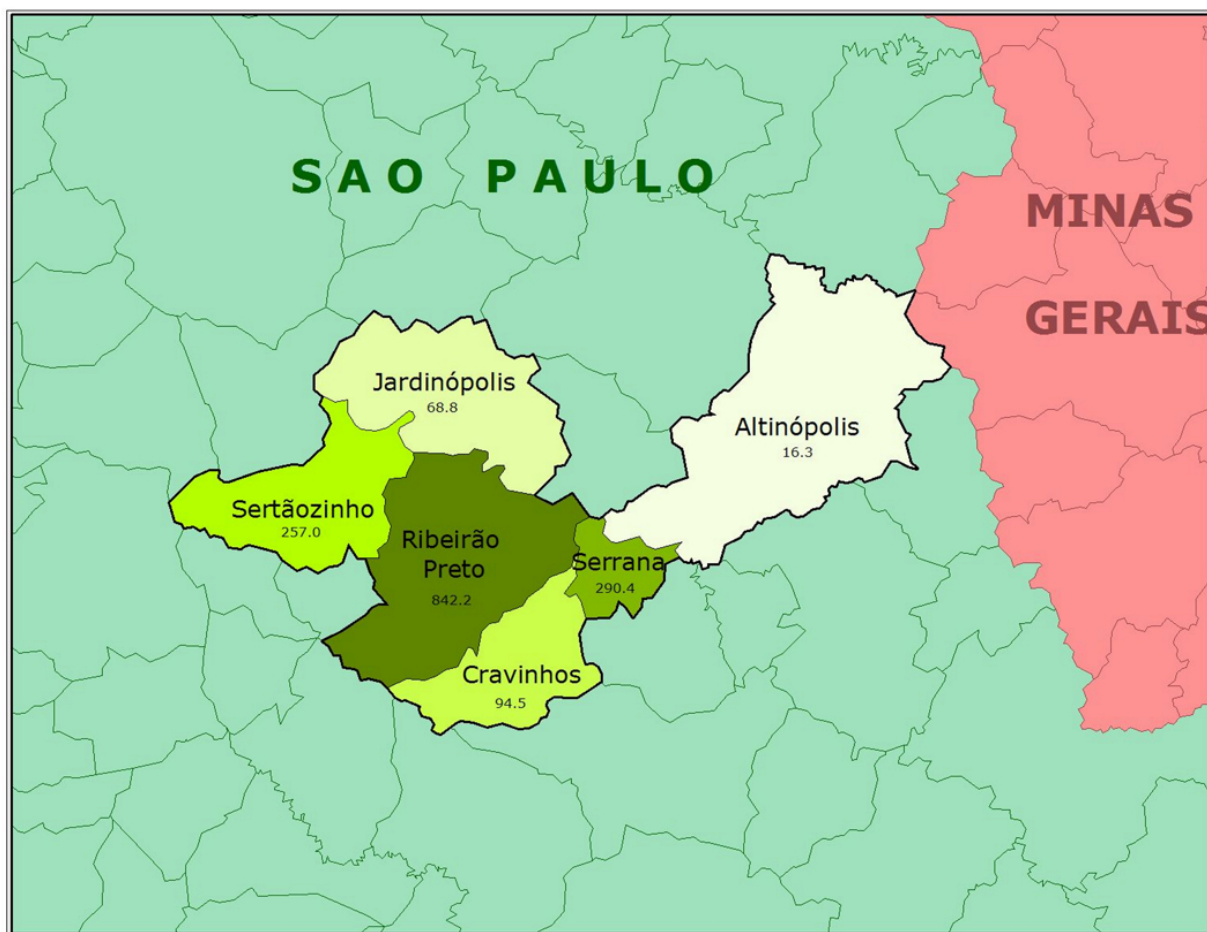 SAO PAULO
MINAS
GERAIS
Jardinópolis
68.8
Altinópolis
16.3
Sertãozinho
257.0
Ribeirão
Preto
842.2
Serrana
290.4
Cravinhos
94.5